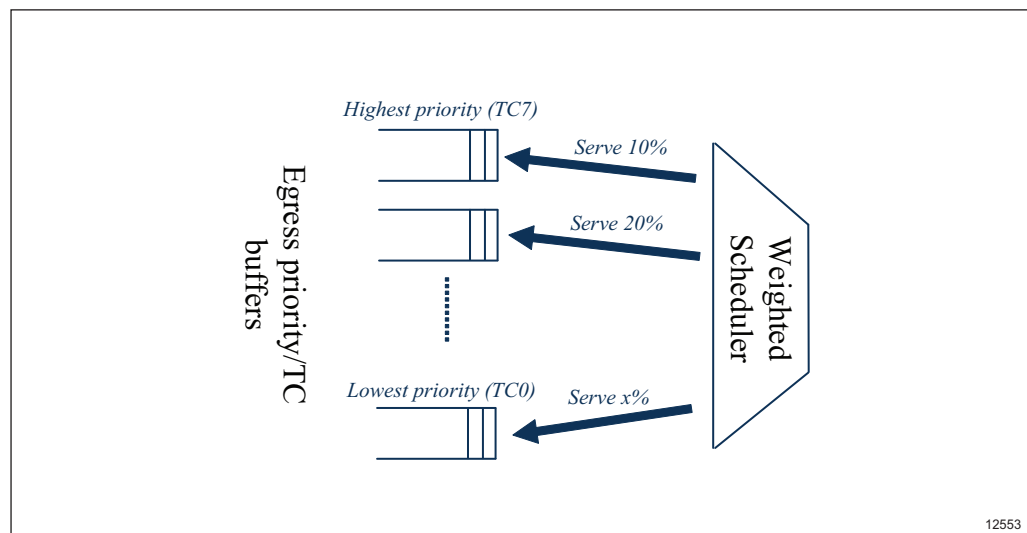 Highest priority (TC7)
Serve 10%
Serve 20%
Egress priority/TC
buffers
Weighted
Scheduler
Lowest priority (TC0)
Serve x%
12553